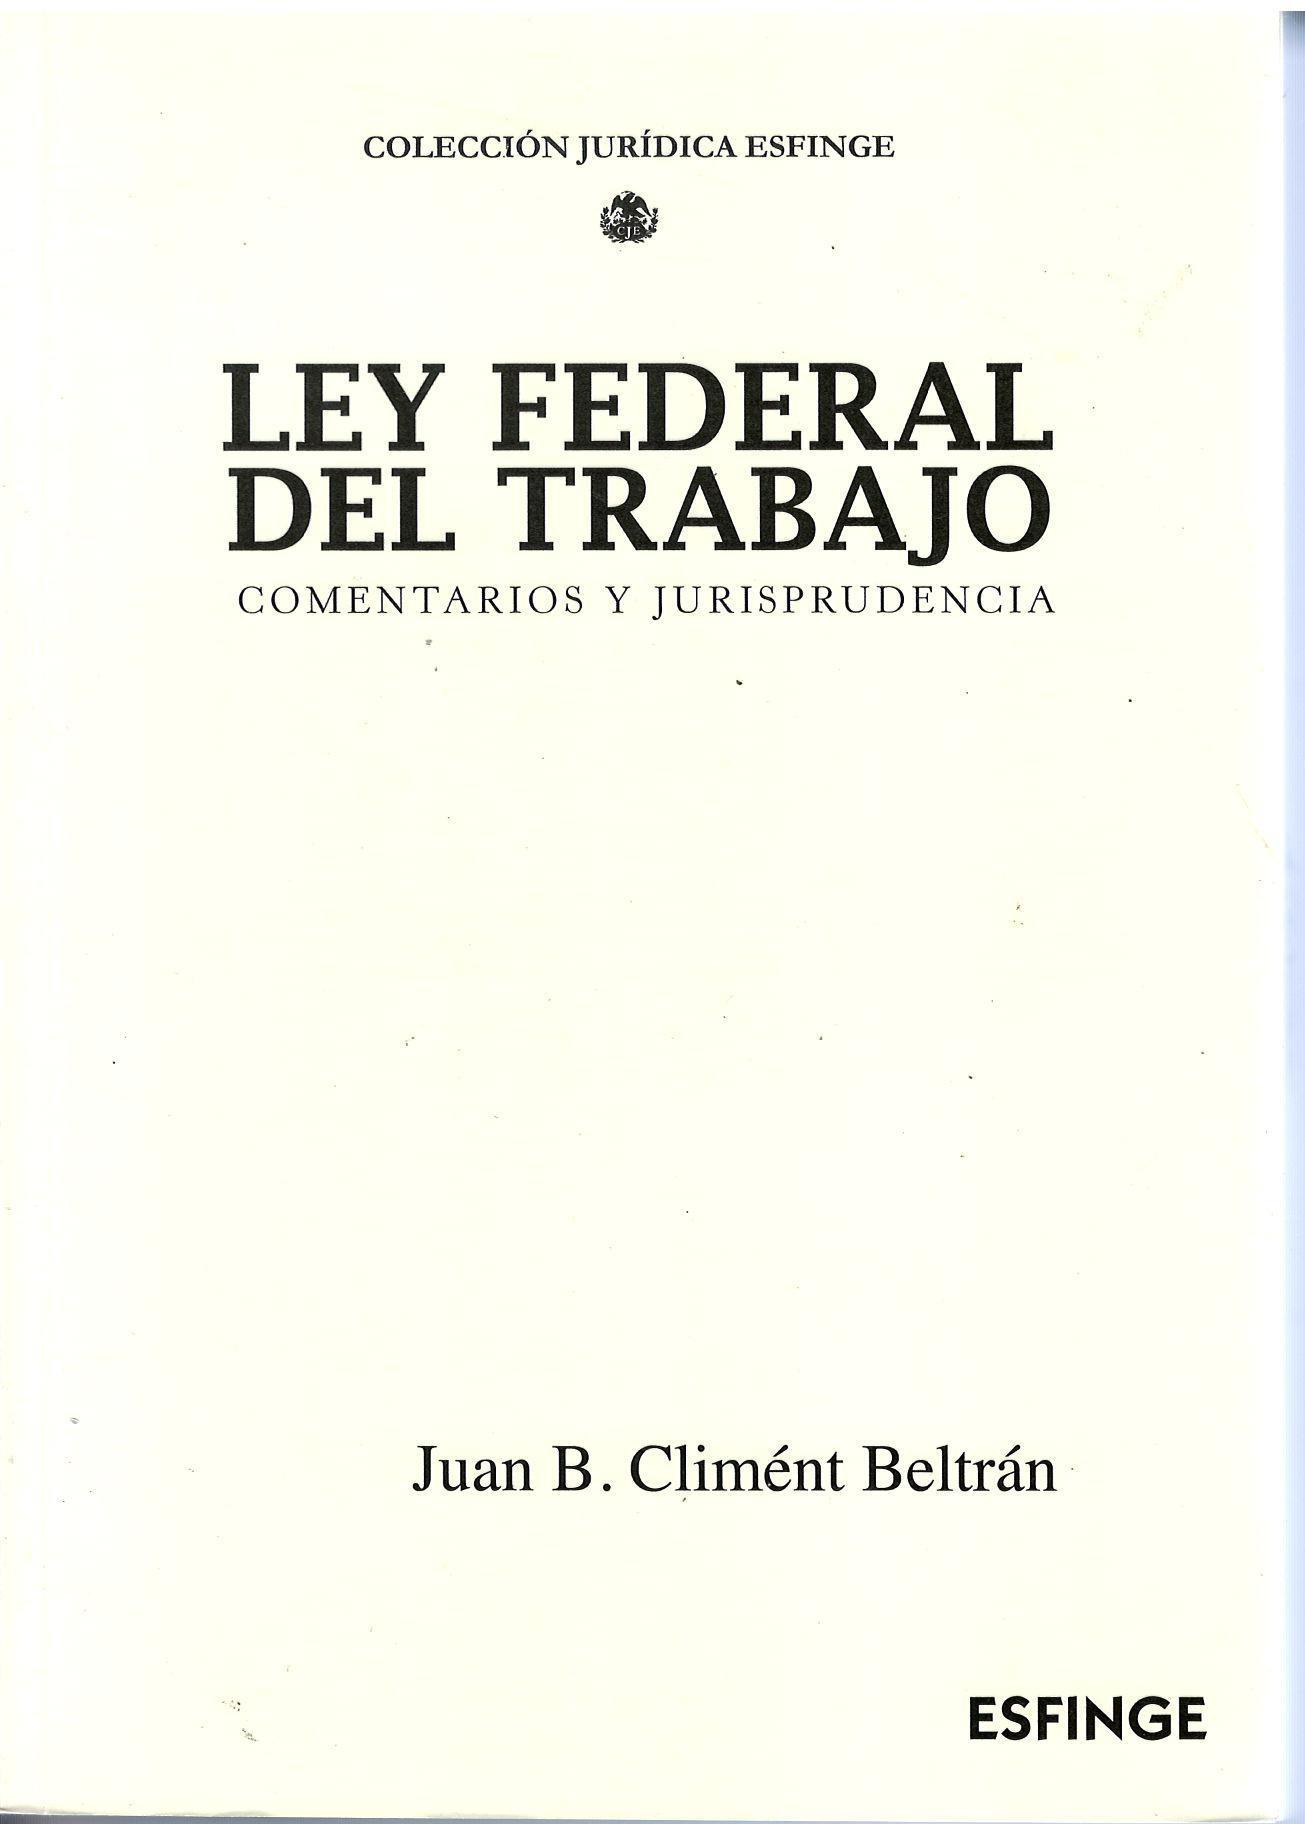 COLECCIÓN JURÍDICA ESFINGE
CJE
LEY FEDERAL
DEL TRABAJO
COMENTARIOS Y JURISPRUDENCIA
Juan B. Climént Beltrán
ESFINGE